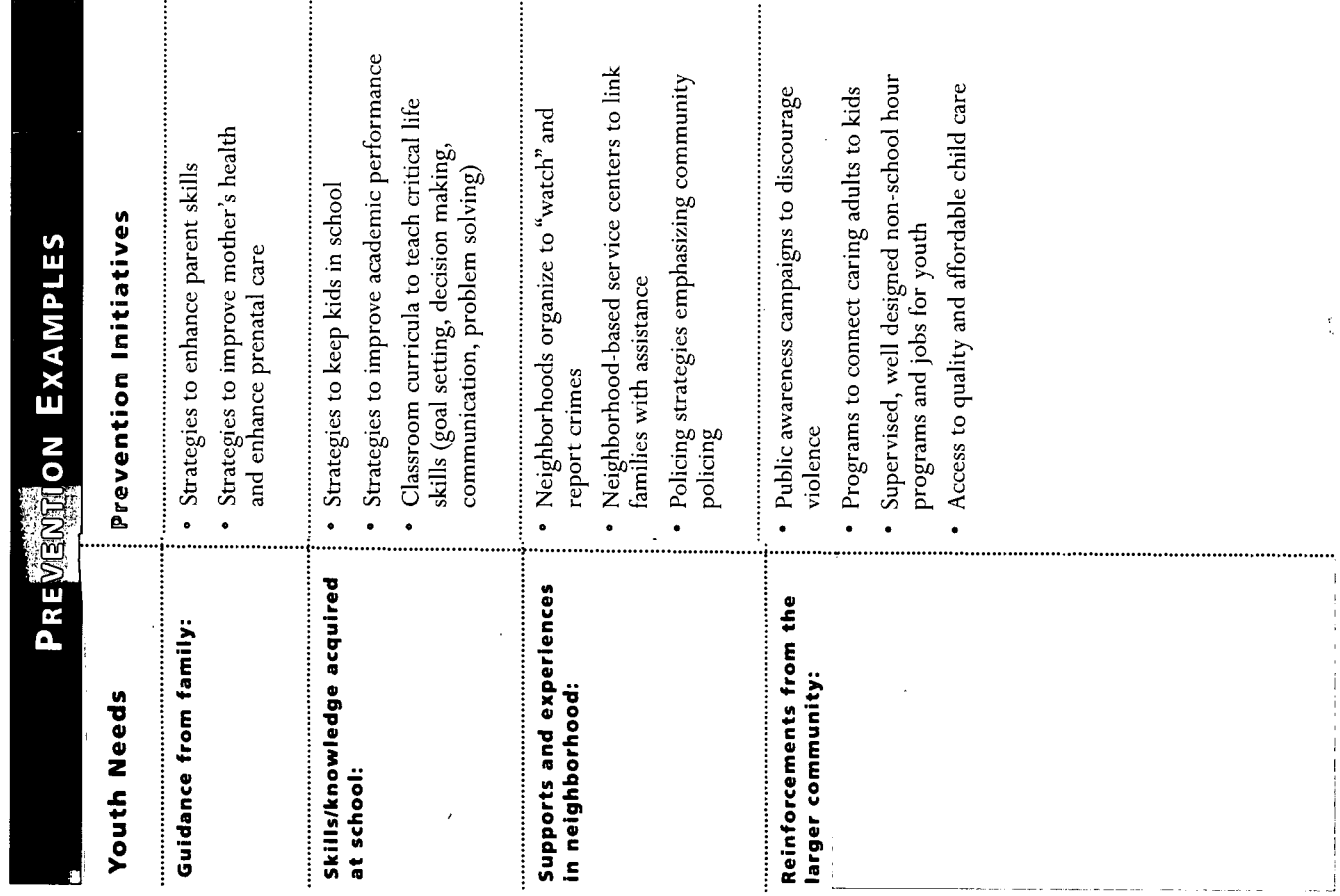 PREVENTION EXAMPLES
Youth Needs
Prevention Initiatives
Guidance from family:
• Strategies to enhance parent skills
• Strategies to improve mother's health
and enhance prenatal care
Skills/knowledge acquired
at school:
• Strategies to keep kids in school
• Strategies to improve academic performance
• Classroom curricula to teach critical life
skills (goal setting, decision making,
communication, problem solving)
Supports and experiences
in neighborhood:
• Neighborhoods organize to “watch” and
report crimes
• Neighborhood-based service centers to link
families with assistance
• Policing strategies emphasizing community
policing
Reinforcements from the
larger community:
• Public awareness campaigns to discourage
violence
• Programs to connect caring adults to kids
• Supervised, well designed non-school hour
programs and jobs for youth
• Access to quality and affordable child care